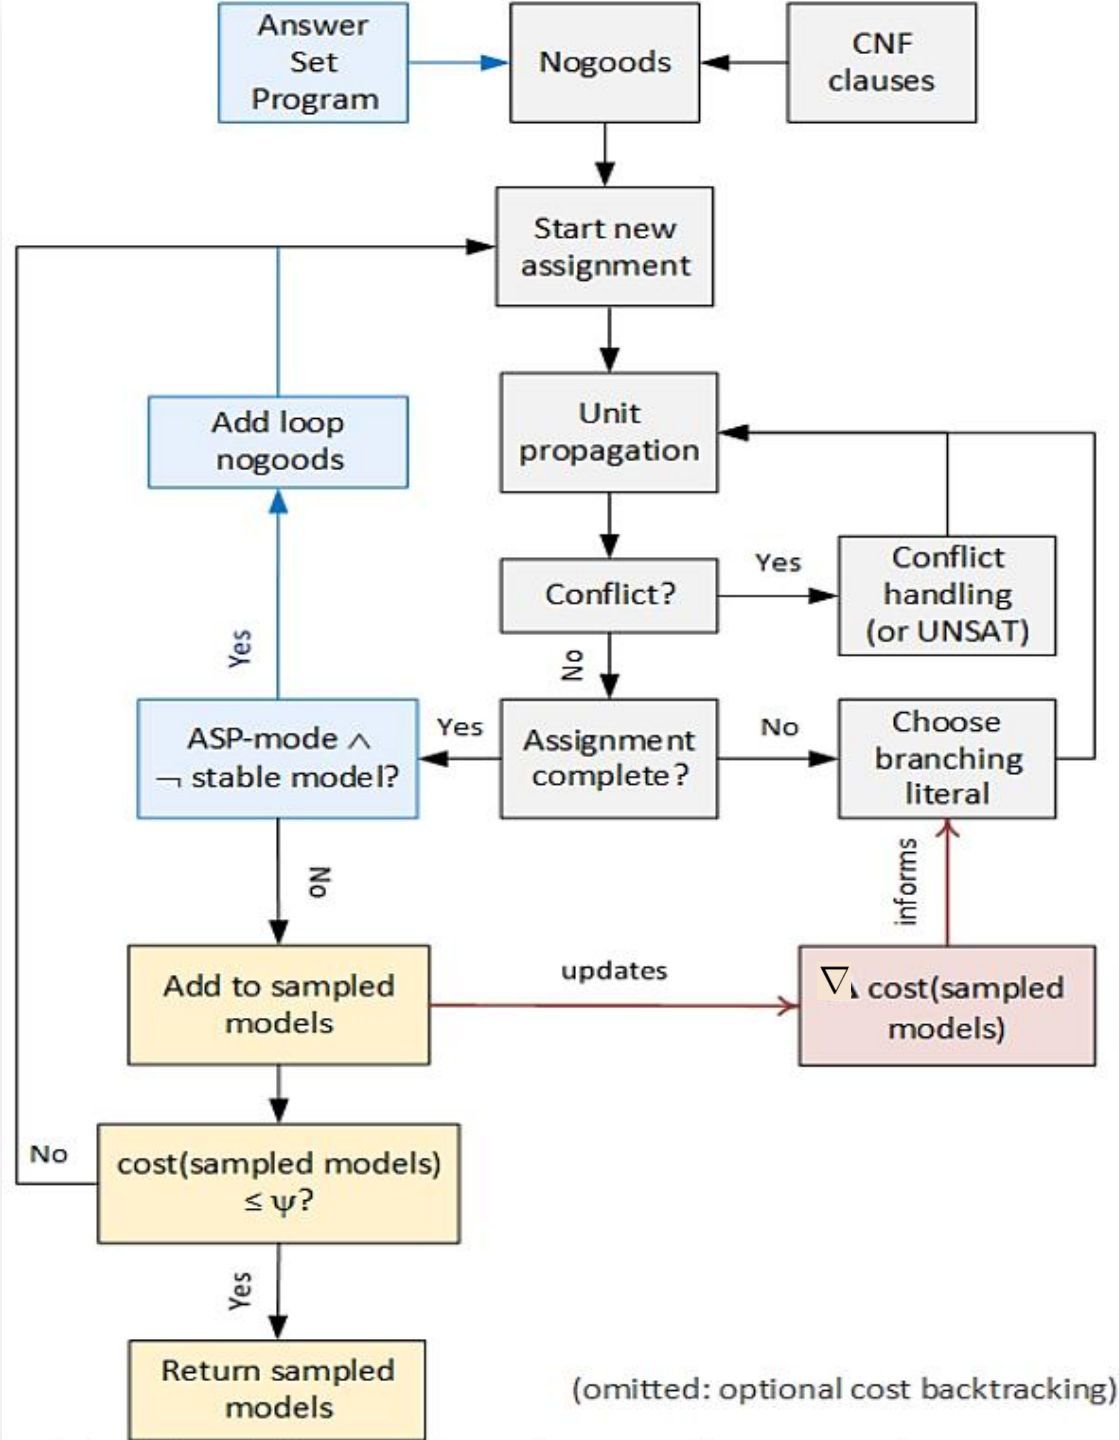 Answer
Set
Program
Nogoods
CNF
clauses
Start new
assignment
Add loop
nogoods
Unit
propagation
Yes
Conflict?
Yes
Conflict
handling
(or UNSAT)
No
ASP-mode ∧
¬ stable model?
Yes
Assignment
complete?
No
Choose
branching
literal
No
informs
Add to sampled
models
updates
∇ cost(sampled
models)
No
cost(sampled models)
≤ ψ?
Yes
Return sampled
models
(omitted: optional cost backtracking)